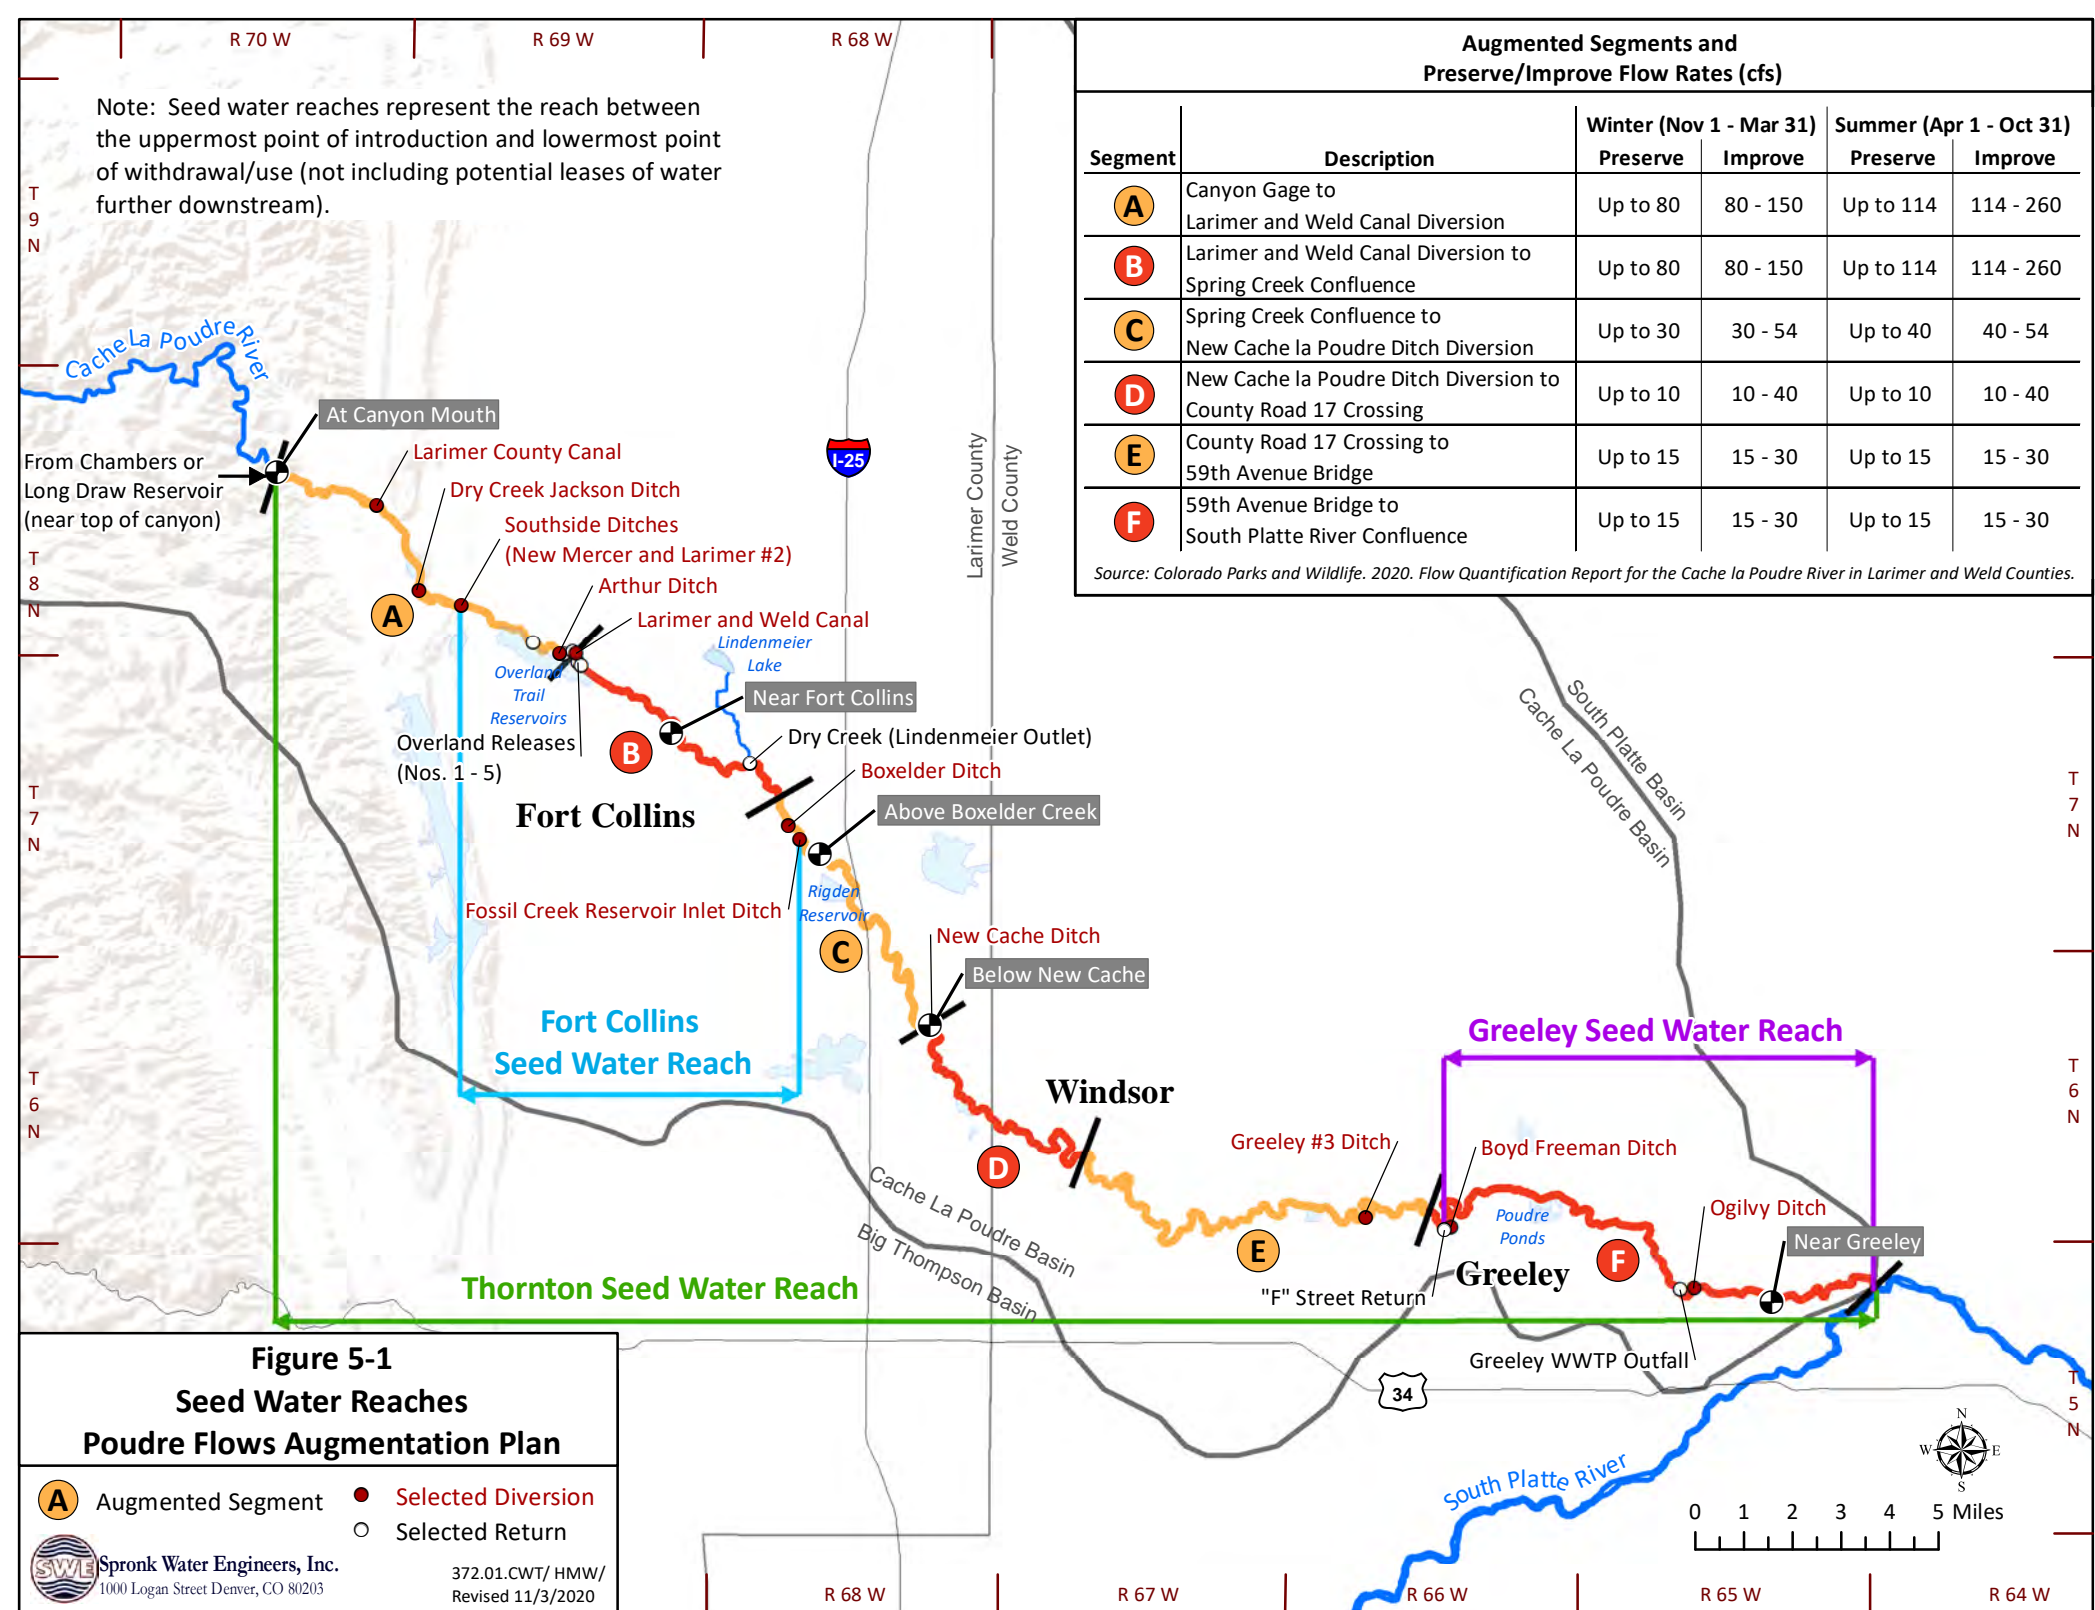 R 70 W
R 69 W
R 68 W
Note: Seed water reaches represent the reach between
the uppermost point of introduction and lowermost point
of withdrawal/use (not including potential leases of water
further downstream).
Augmented Segments and
Preserve/Improve Flow Rates (cfs)
Winter (Nov 1 - Mar 31) Summer (Apr 1 - Oct 31)
Segment Description Preserve Improve Preserve Improve
A Canyon Gage to
Larimer and Weld Canal Diversion Up to 80 80 - 150 Up to 114 114 - 260
B Larimer and Weld Canal Diversion to
Spring Creek Confluence Up to 80 80 - 150 Up to 114 114 - 260
C Spring Creek Confluence to
New Cache la Poudre Ditch Diversion Up to 30 30 - 54 Up to 40 40 - 54
D New Cache la Poudre Ditch Diversion to
County Road 17 Crossing Up to 10 10 - 40 Up to 10 10 - 40
E County Road 17 Crossing to
59th Avenue Bridge Up to 15 15 - 30 Up to 15 15 - 30
F 59th Avenue Bridge to
South Platte River Confluence Up to 15 15 - 30 Up to 15 15 - 30
Source: Colorado Parks and Wildlife. 2020. Flow Quantification Report for the Cache la Poudre River in Larimer and Weld Counties.
T
9
N
Cache La Poudre River
At Canyon Mouth
From Chambers or
Long Draw Reservoir
(near top of canyon)
Larimer County Canal
Dry Creek Jackson Ditch
Southside Ditches
(New Mercer and Larimer #2)
Arthur Ditch
Larimer and Weld Canal
I-25
Larimer County
Weld County
T
8
N
A
Lindenmeier
Lake
Overland
Trail
Reservoirs
Near Fort Collins
Overland Releases
(Nos. 1 - 5)
B
Dry Creek (Lindenmeier Outlet)
Boxelder Ditch
Fort Collins
Above Boxelder Creek
South Platte Basin
Cache La Poudre Basin
T
7
N
T
7
N
Rigden
Reservoir
Fossil Creek Reservoir Inlet Ditch
C
New Cache Ditch
Below New Cache
Fort Collins
Seed Water Reach
Greeley Seed Water Reach
T
6
N
T
6
N
Windsor
D
Greeley #3 Ditch
Boyd Freeman Ditch
Cache La Poudre Basin
Big Thompson Basin
E
Poudre
Ponds
Ogilvy Ditch
Near Greeley
F
Greeley
"F" Street Return
Thornton Seed Water Reach
Greeley WWTP Outfall
34
T
5
N
South Platte River
Figure 5-1
Seed Water Reaches
Poudre Flows Augmentation Plan
A Augmented Segment
Selected Diversion
Selected Return
SWE
Spronk Water Engineers, Inc.
1000 Logan Street Denver, CO 80203
372.01.CWT/ HMW/
Revised 11/3/2020
N
W E
S
0 1 2 3 4 5 Miles
R 68 W
R 67 W
R 66 W
R 65 W
R 64 W